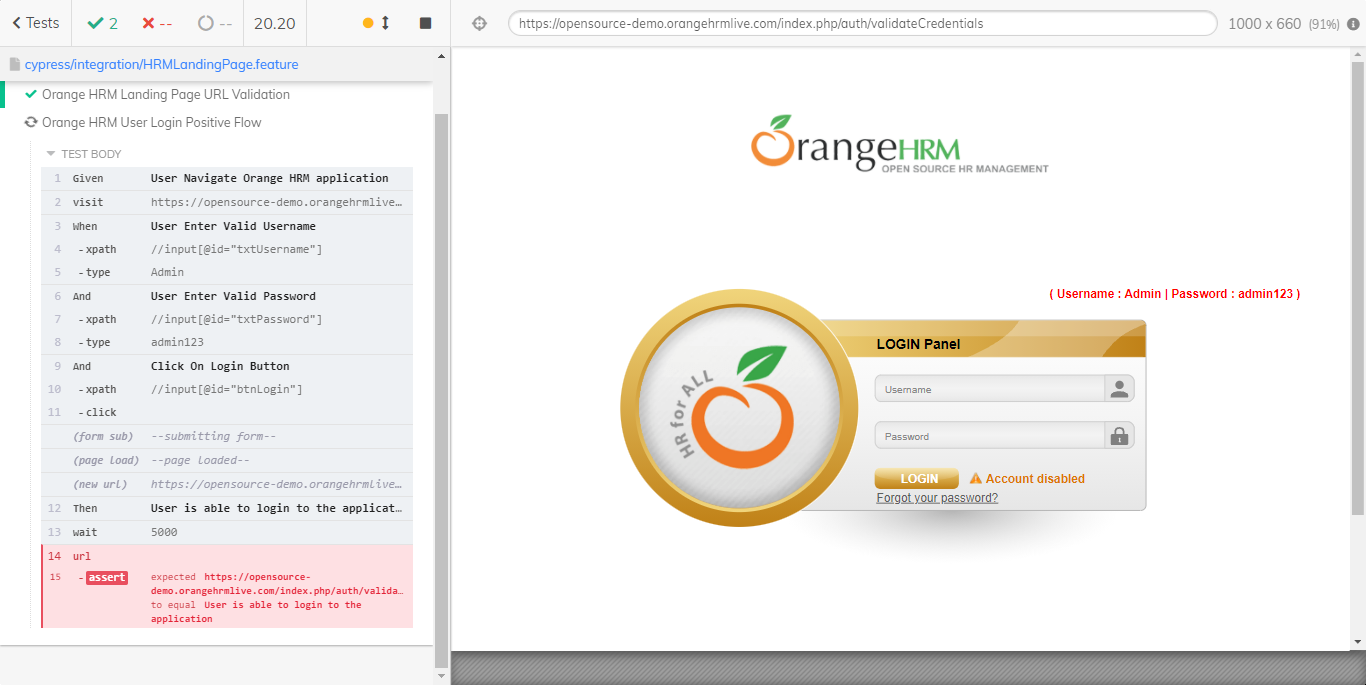 Tests
2
--
--
20.20
https://opensource-demo.orangehrmlive.com/index.php/auth/validateCredentials
1000 x 660 (91%)
cypress/integration/HRMLandingPage.feature
Orange HRM Landing Page URL Validation
Orange HRM User Login Positive Flow
TEST BODY
1 Given User Navigate Orange HRM application
2 visit https://opensource-demo.orangehrmlive…
3 When User Enter Valid Username
4 -xpath //input[@id="txtUsername"]
5 -type Admin
6 And User Enter Valid Password
7 -xpath //input[@id="txtPassword"]
8 -type admin123
9 And Click On Login Button
10 -xpath //input[@id="btnLogin"]
11 -click
(form sub) --submitting form--
(page load) --page loaded--
(new url) https://opensource-demo.orangehrmlive…
12 Then User is able to login to the applicat…
13 wait 5000
14 url
15 -assert expected https://opensource-
demo.orangehrmlive.com/index.php/auth/valida…
to equal User is able to login to the
application
OrangeHRM
OPEN SOURCE HR MANAGEMENT
( Username : Admin | Password : admin123 )
HR for ALL
LOGIN Panel
Username
Password
LOGIN
Account disabled
Forgot your password?